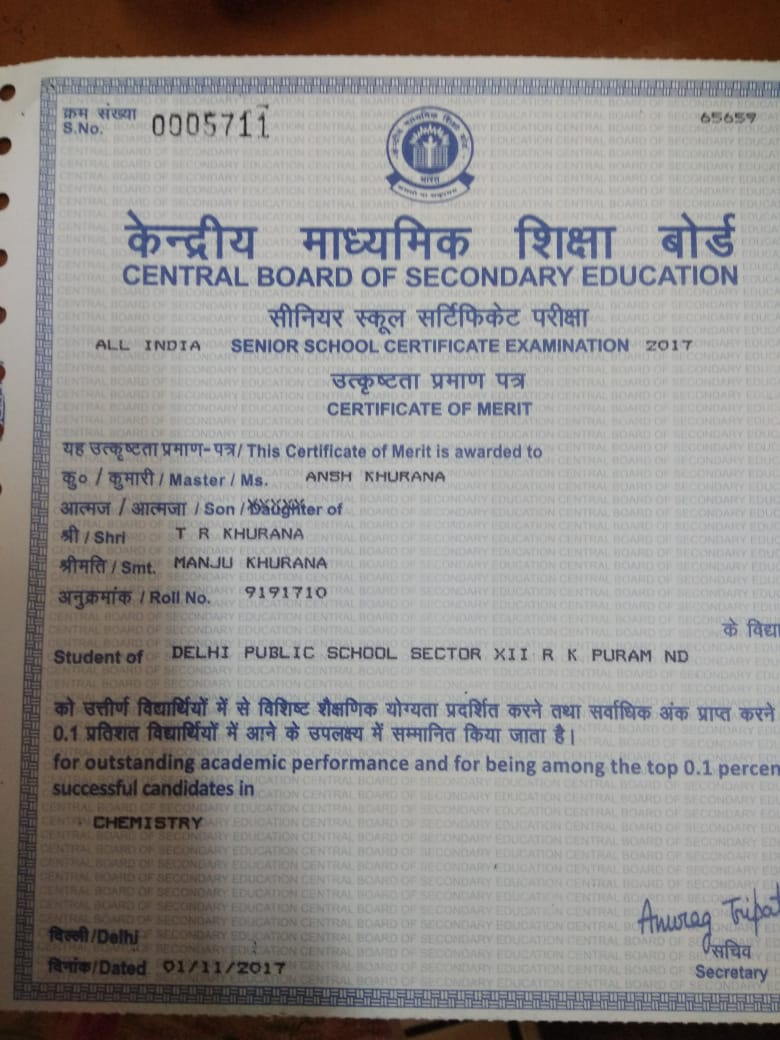 क्रम संख्या
S.No. 0005711
65659
भारत
केन्द्रीय माध्यमिक शिक्षा बोर्ड
CENTRAL BOARD OF SECONDARY EDUCATION
सीनियर स्कूल सर्टिफिकेट परीक्षा
ALL INDIA SENIOR SCHOOL CERTIFICATE EXAMINATION 2017
उत्कृष्टता प्रमाण पत्र
CERTIFICATE OF MERIT
यह उत्कृष्टता प्रमाण-पत्र/ This Certificate of Merit is awarded to
कु० / कुमारी / Master / Ms. ANSH KHURANA
आत्मज / आत्मजा / Son / Daughter of
श्री / Shri T R KHURANA
श्रीमति / Smt. MANJU KHURANA
अनुक्रमांक / Roll No. 9191710
के विद्या
Student of DELHI PUBLIC SCHOOL SECTOR XII R K PURAM ND
को उत्तीर्ण विद्यार्थियों में से विशिष्ट शैक्षणिक योग्यता प्रदर्शित करने तथा सर्वाधिक अंक प्राप्त करने
0.1 प्रतिशत विद्यार्थियों में आने के उपलक्ष्य में सम्मानित किया जाता है।
for outstanding academic performance and for being among the top 0.1 percen
successful candidates in
CHEMISTRY
Anurag Tripat
दिल्ली/Delhi
सचिव
दिनांक/Dated 01/11/2017
Secretary